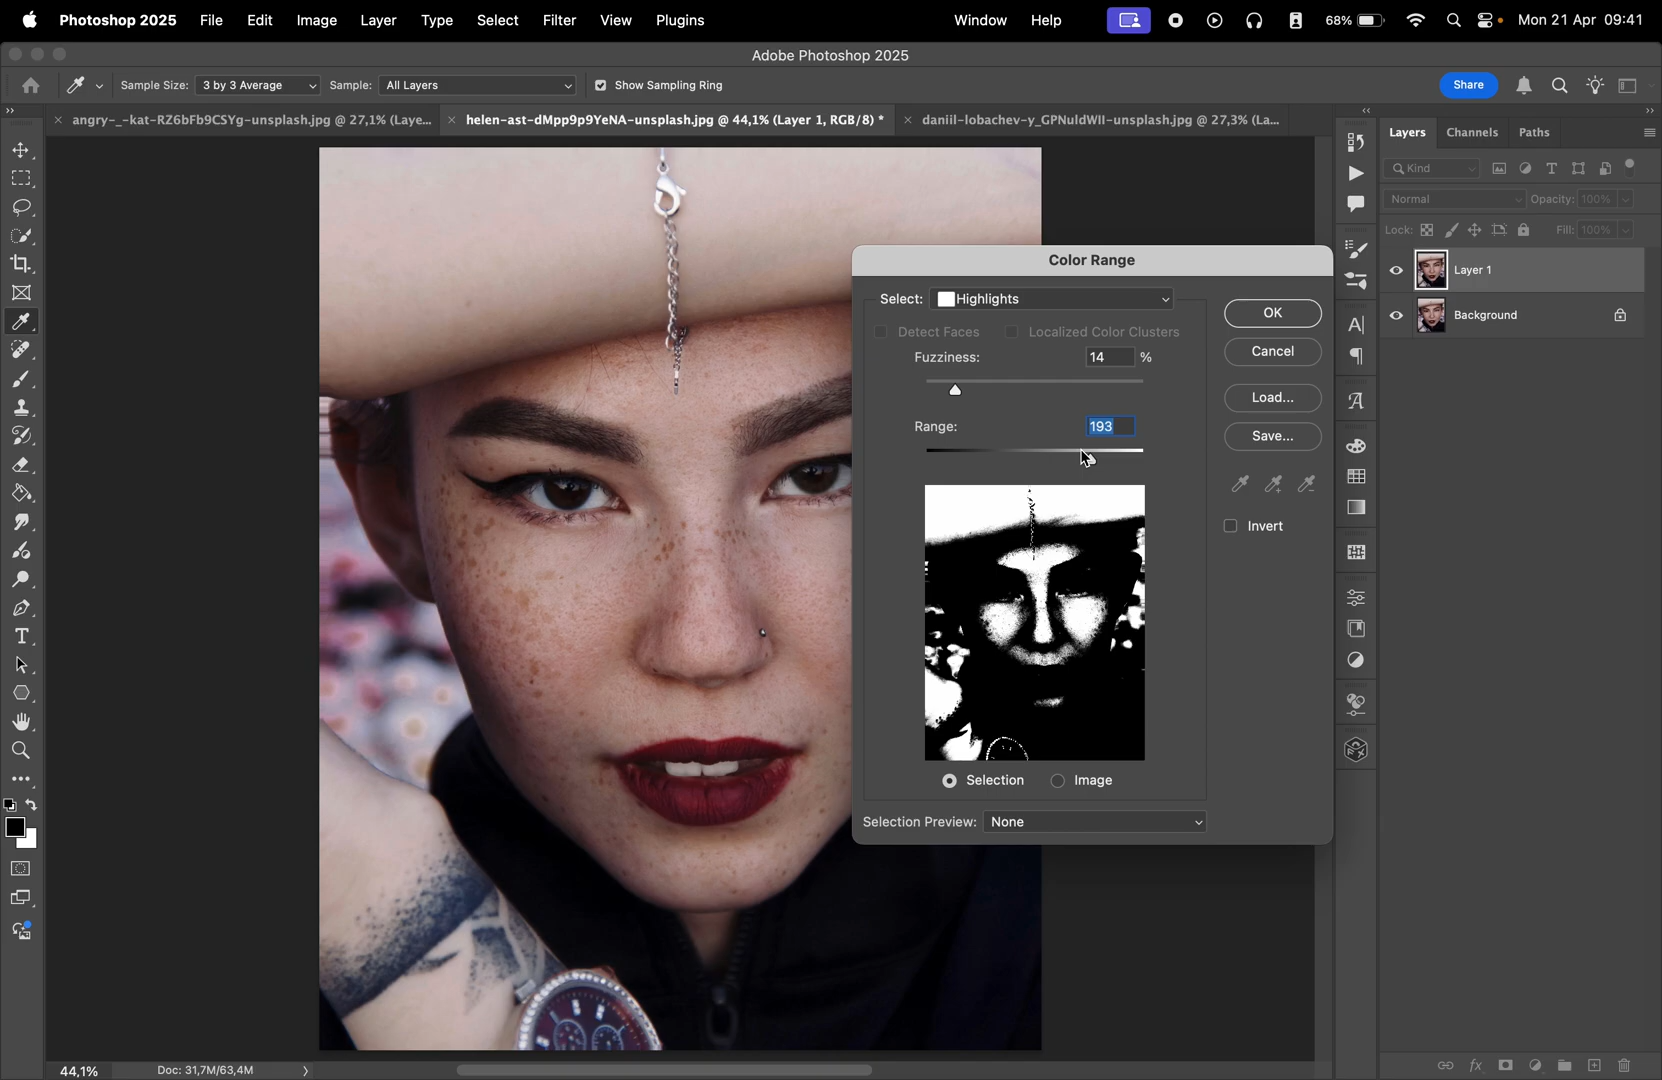 Photoshop 2025 File Edit Image Layer Type Select Filter View Plugins Window Help 68% Mon 21 Apr 09:41
Adobe Photoshop 2025
Sample Size: 3 by 3 Average Sample: All Layers Show Sampling Ring Share
angry-_-kat-RZ6bFb9CSYg-unsplash.jpg @ 27,1% (Laye... helen-ast-dMpp9p9YeNA-unsplash.jpg @ 44,1% (Layer 1, RGB/8) * daniil-lobachev-y_GPNuldWII-unsplash.jpg @ 27,3% (La...
Layers Channels Paths
Kind
Normal Opacity: 100%
Lock: Fill: 100%
Layer 1
Background
Color Range
Select: Highlights
OK
Detect Faces Localized Color Clusters
Cancel
Fuzziness: 14 %
Load...
Range: 193
Save...
Invert
Selection Image
Selection Preview: None
44,1% Doc: 31,7M/63,4M